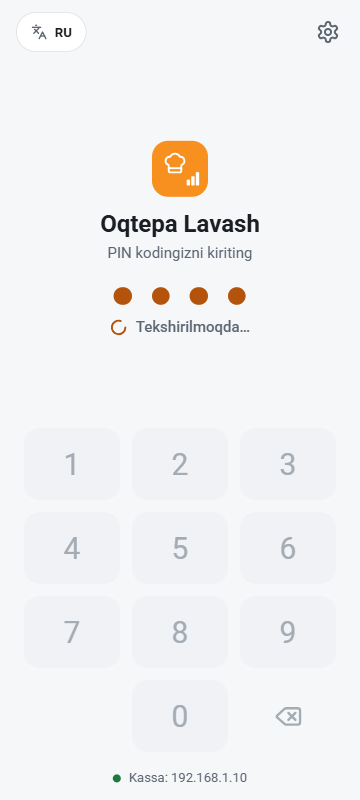 RU
Oqtepa Lavash
PIN kodingizni kiriting
Tekshirilmoqda…
1 2 3
4 5 6
7 8 9
0
Kassa: 192.168.1.10